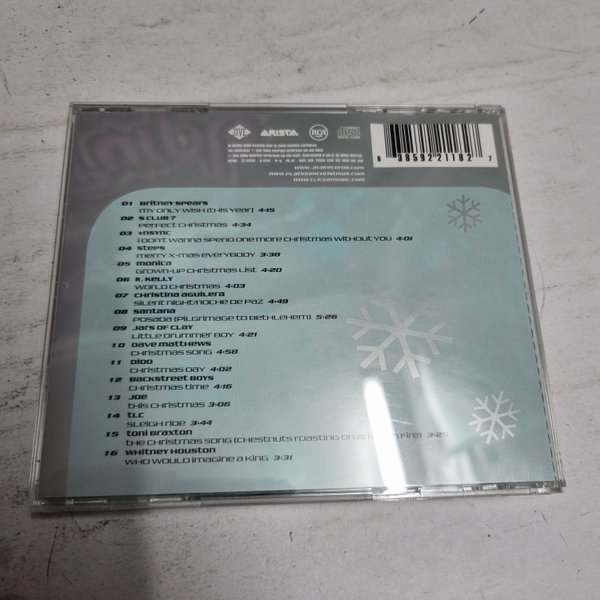 JIVE
ARISTA
RCA
6 38592 21182 7
www.jiverecords.com
www.platinumchristmas.com
www.click2music.com
01 Britney Spears
My Only Wish (This Year) 4:15
02 S Club 7
Perfect Christmas 4:34
03 *NSYNC
I Don't Wanna Spend One More Christmas Without You 4:01
04 Steps
Merry X-Mas Everybody 3:38
05 Monica
Grown-Up Christmas List 4:20
06 R. Kelly
World Christmas 4:03
07 Christina Aguilera
Silent Night/Noche De Paz 4:49
08 Santana
Posada (Pilgrimage to Bethlehem) 5:26
09 Jars of Clay
Little Drummer Boy 4:21
10 Dave Matthews
Christmas Song 4:58
11 Dido
Christmas Day 4:02
12 Backstreet Boys
Christmas Time 4:16
13 Joe
This Christmas 3:06
14 TLC
Sleigh Ride 3:44
15 Toni Braxton
The Christmas Song (Chestnuts Roasting on an Open Fire) 3:25
16 Whitney Houston
Who Would Imagine a King 3:31